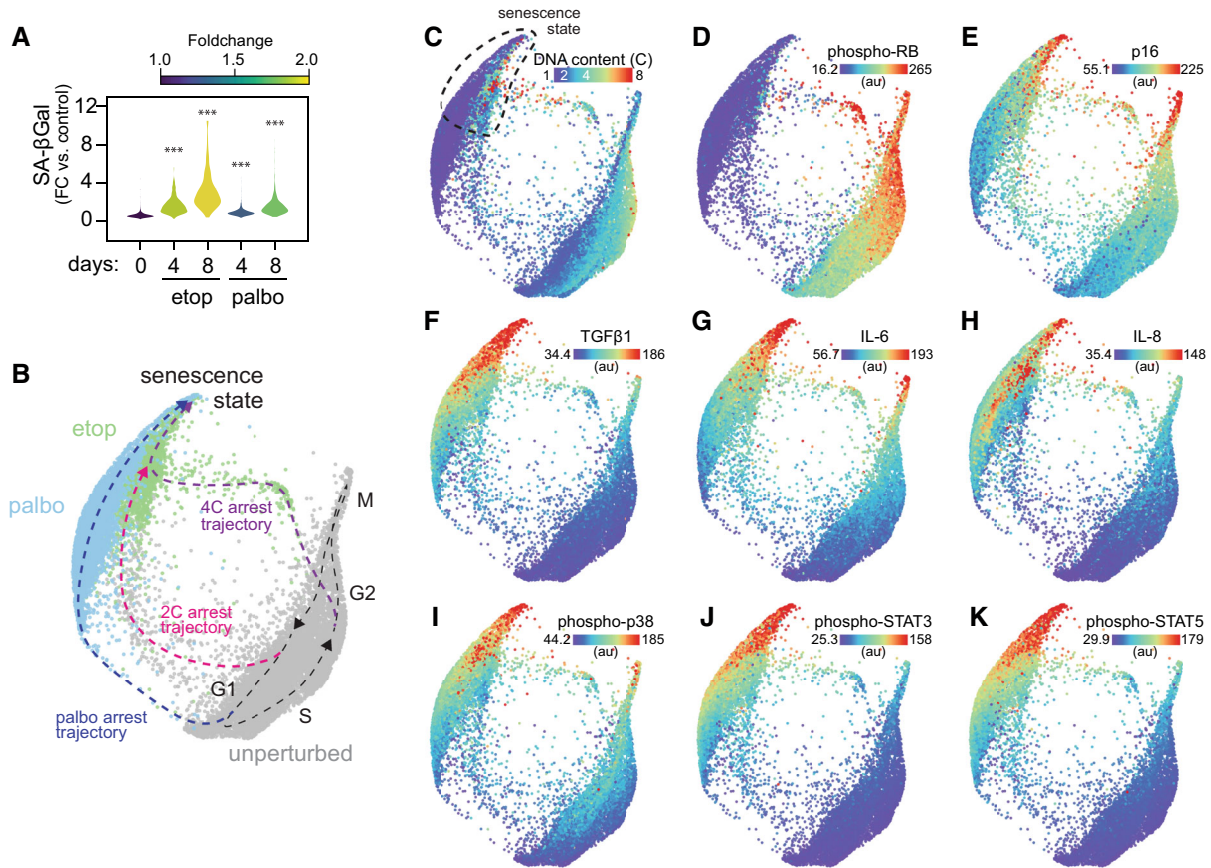 A
Foldchange
1.0 1.5 2.0
SA-βGal
(FC vs. control)
12
8
4
0
*** *** *** ***
days: 0 4 8 4 8
etop palbo
B
senescence
state
etop
palbo
4C arrest
trajectory
M
G2
2C arrest
trajectory
G1
S
palbo arrest
trajectory
unperturbed
senescence
state
C
DNA content (C)
1 2 4 8
D
phospho-RB
16.2 265
(au)
E
p16
55.1 225
(au)
F
TGFβ1
34.4 186
(au)
G
IL-6
56.7 193
(au)
H
IL-8
35.4 148
(au)
I
phospho-p38
44.2 185
(au)
J
phospho-STAT3
25.3 158
(au)
K
phospho-STAT5
29.9 179
(au)